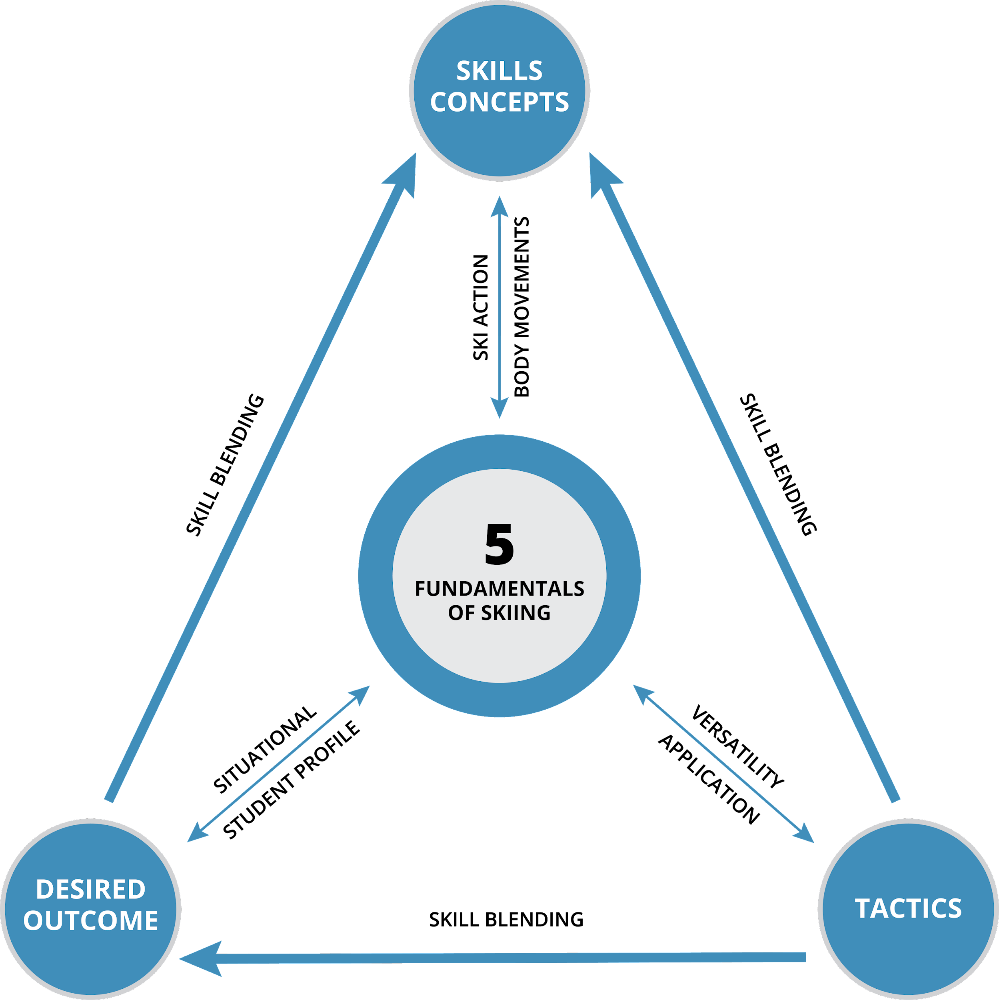 SKILLS
CONCEPTS
SKI ACTION
BODY MOVEMENTS
SKILL BLENDING
SKILL BLENDING
5
FUNDAMENTALS
OF SKIING
SITUATIONAL
STUDENT PROFILE
VERSATILITY
APPLICATION
DESIRED
OUTCOME
SKILL BLENDING
TACTICS